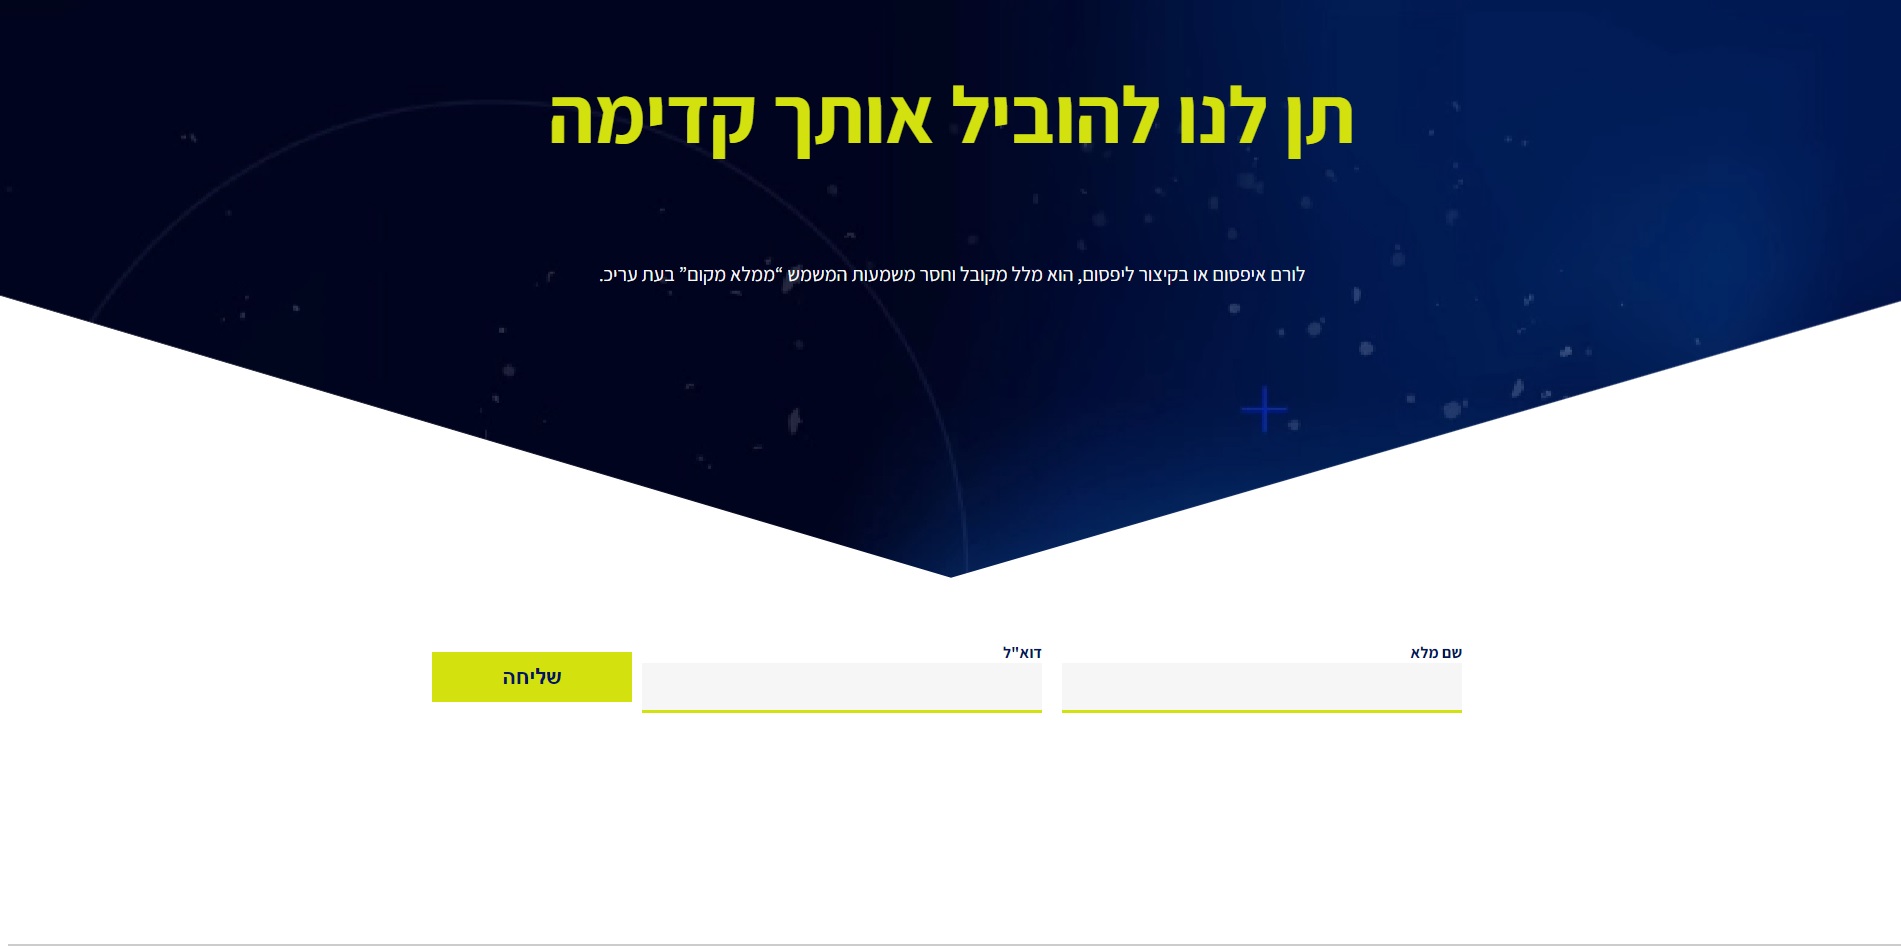 תן לנו להוביל אותך קדימה
לורם איפסום או בקיצור ליפסום, הוא מלל מקובל וחסר משמעות המשמש “ממלא מקום” בעת עריכ.
שם מלא
דוא"ל
שליחה